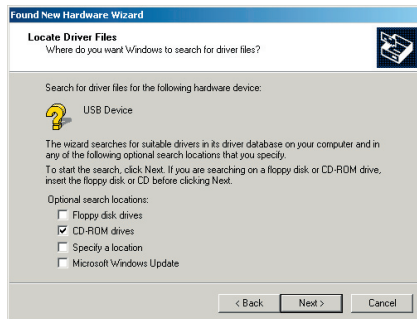 Found New Hardware Wizard
Locate Driver Files
Where do you want Windows to search for driver files?
Search for driver files for the following hardware device:
USB Device
The wizard searches for suitable drivers in its driver database on your computer and in
any of the following optional search locations that you specify.
To start the search, click Next. If you are searching on a floppy disk or CD-ROM drive,
insert the floppy disk or CD before clicking Next.
Optional search locations:
Floppy disk drives
CD-ROM drives
Specify a location
Microsoft Windows Update
< Back Next > Cancel